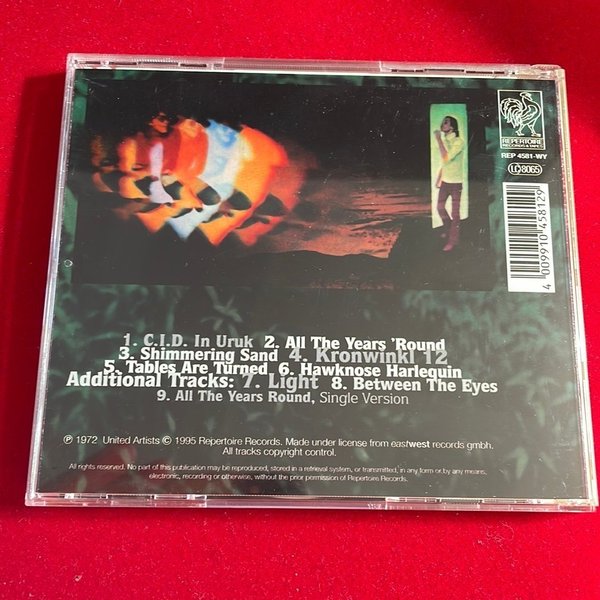 REPERTOIRE
RECORDS & TAPES
REP 4581-WY
LC 8065
4 009910 458129
1. C.I.D. In Uruk 2. All The Years 'Round
3. Shimmering Sand 4. Kronwinkl 12
5. Tables Are Turned 6. Hawknose Harlequin
Additional Tracks: 7. Light 8. Between The Eyes
9. All The Years Round, Single Version
℗ 1972 United Artists © 1995 Repertoire Records. Made under license from eastwest records gmbh.
All tracks copyright control.
All rights reserved. No part of this publication may be reproduced, stored in a retrieval system, or transmitted, in any form or by any means,
electronic, recording or otherwise, without the prior permission of Repertoire Records.